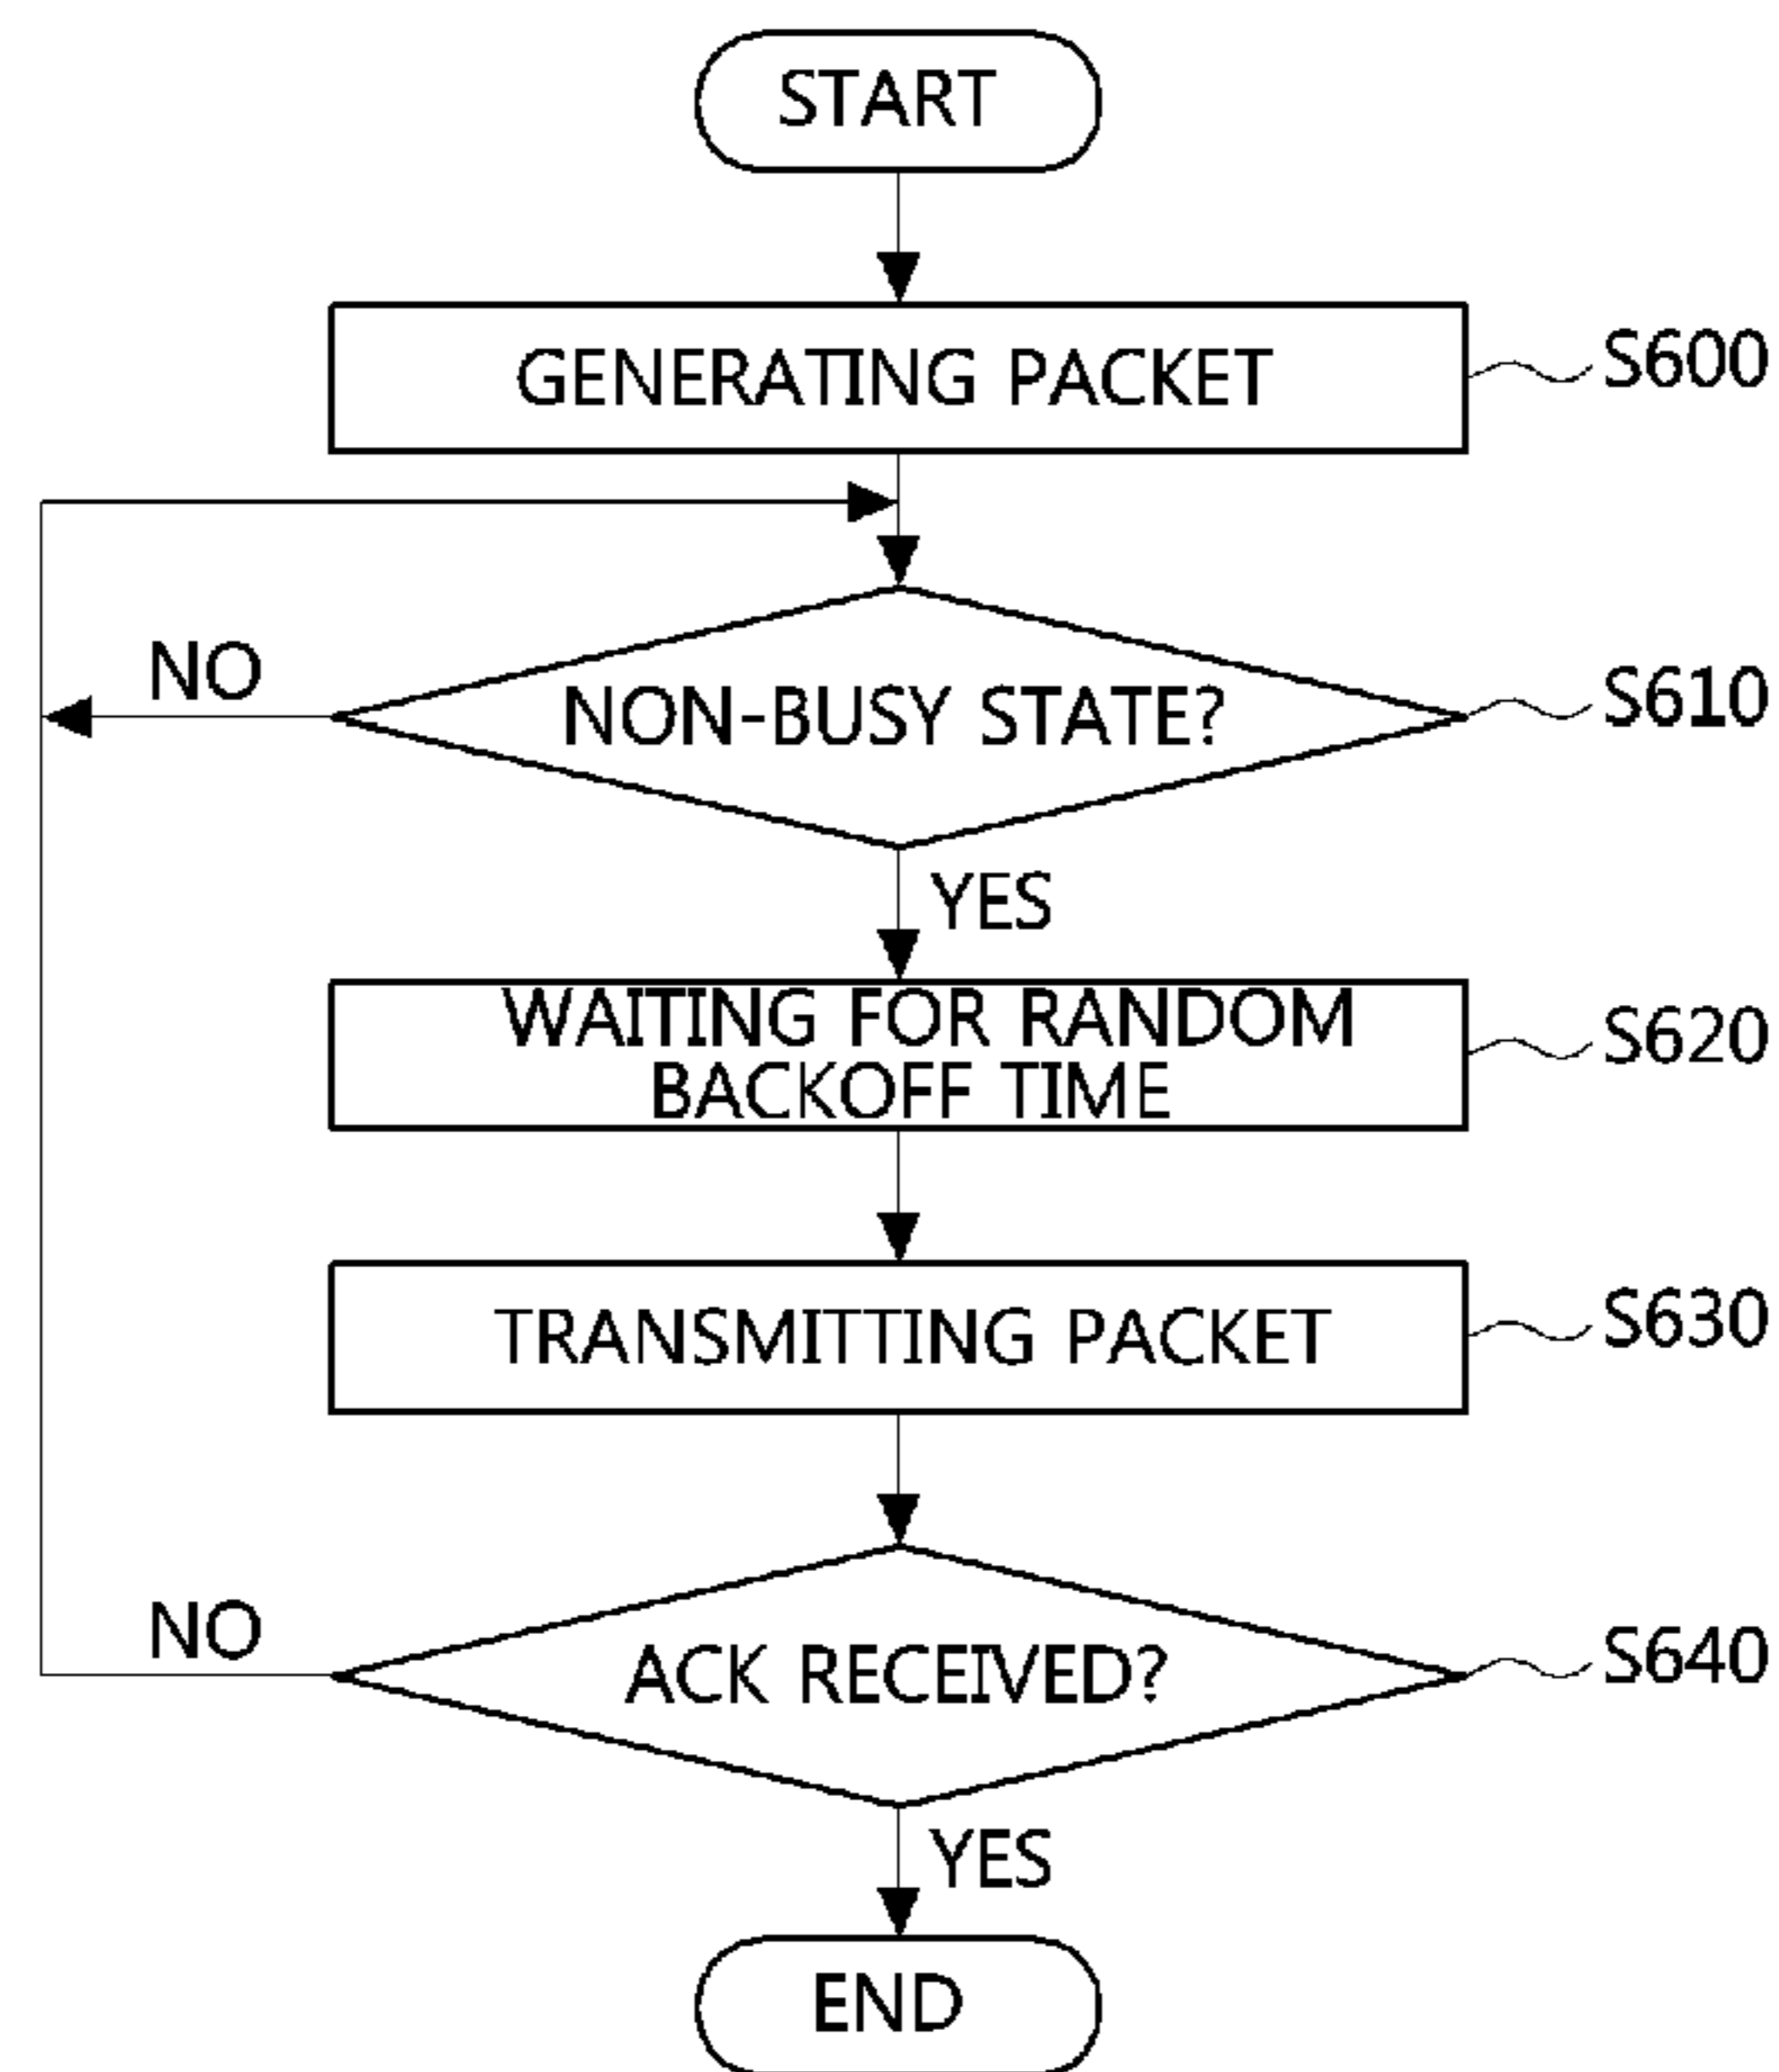 START
GENERATING PACKET
S600
NO
NON-BUSY STATE?
S610
YES
WAITING FOR RANDOM
BACKOFF TIME
S620
TRANSMITTING PACKET
S630
NO
ACK RECEIVED?
S640
YES
END